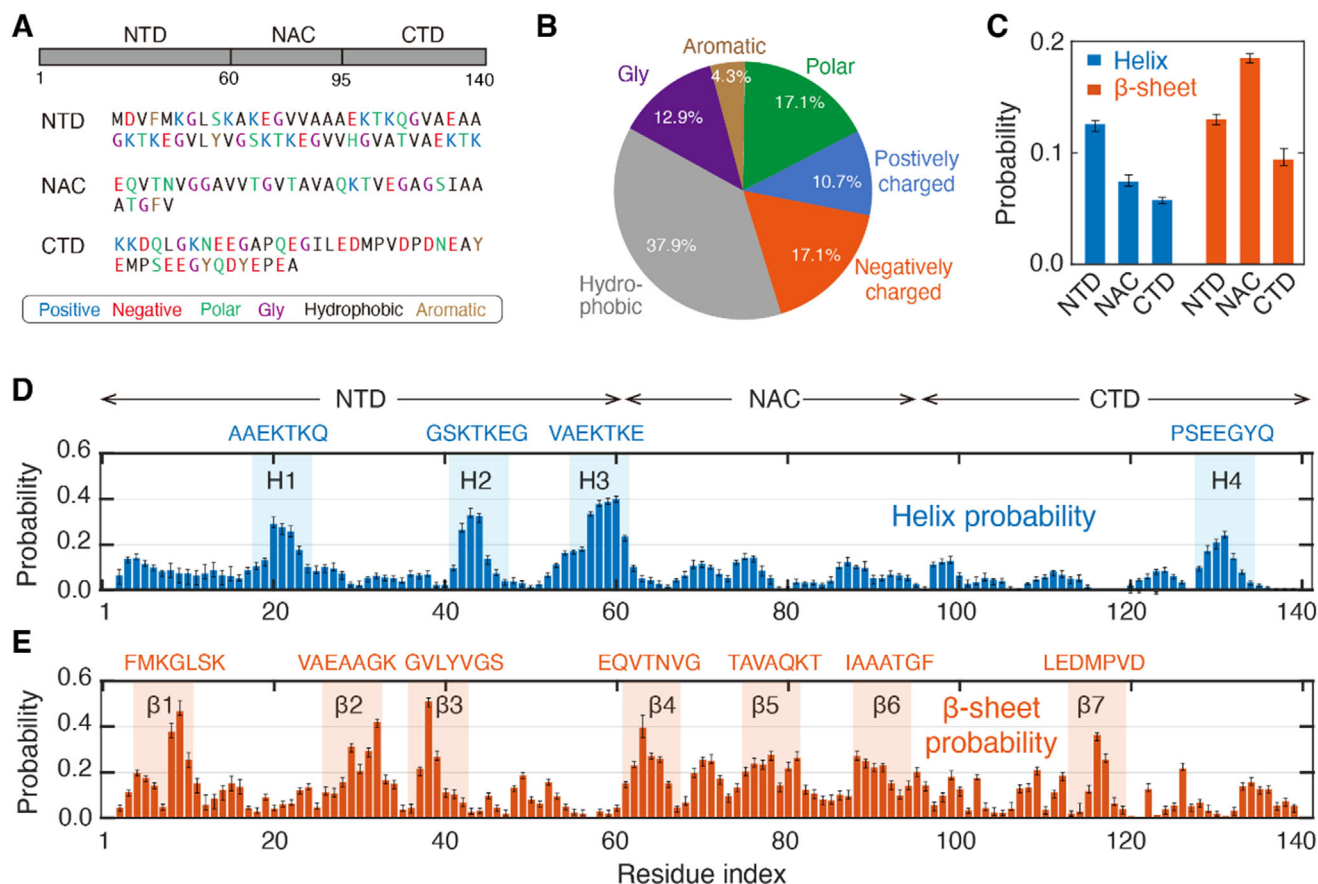 A
NTD NAC CTD
1 60 95 140
NTD MDVFMKGLSKAKEGVVAAAEKTKQGVAEAA
GKTKEGVLYVGSKTKEGVVHGVATVAEKTK
NAC EQVTNVGGAVVTGVTAVAQKTVEGAGSIAA
ATGFV
CTD KKDQLGKNEEGAPQEGILEDMPVDPDNEAY
EMPSEEGYQDYEPEA
Positive Negative Polar Gly Hydrophobic Aromatic
B
Aromatic
4.3%
Polar
17.1%
Gly
12.9%
Postively
charged
10.7%
37.9%
Hydro-
phobic
17.1%
Negatively
charged
C
Probability
0.2
0.1
0.0
Helix
β-sheet
NTD NAC CTD NTD NAC CTD
D
NTD NAC CTD
AAEKTKQ GSKTKEG VAEKTKE PSEEGYQ
Probability
0.6
0.4
0.2
0.0
H1 H2 H3 H4
Helix probability
1 20 40 60 80 100 120 140
E
FMKGLSK VAEAAGK GVLYVGS EQVTNVG TAVAQKT IAAATGF LEDMPVD
Probability
0.6
0.4
0.2
0.0
β1 β2 β3 β4 β5 β6 β7
β-sheet
probability
1 20 40 60 80 100 120 140
Residue index